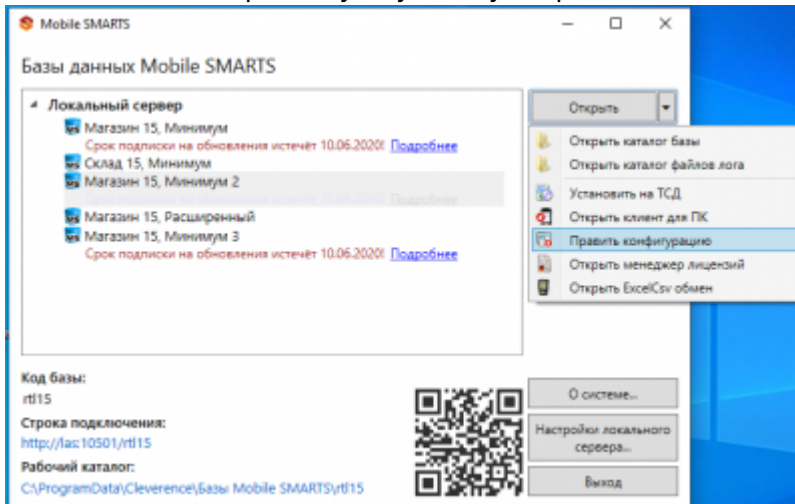 Mobile SMARTS
Базы данных Mobile SMARTS
Локальный сервер
Магазин 15, Минимум
Срок подписки на обновления истечёт 10.06.2020! Подробнее
Склад 15, Минимум
Магазин 15, Минимум 2
Подробнее
Магазин 15, Расширенный
Магазин 15, Минимум 3
Срок подписки на обновления истечёт 10.06.2020! Подробнее
Открыть
Открыть каталог базы
Открыть каталог файлов лога
Установить на ТСД
Открыть клиент для ПК
Править конфигурацию
Открыть менеджер лицензий
Открыть ExcelCsv обмен
Код базы:
rtl15
Строка подключения:
http://las:10501/rtl15
Рабочий каталог:
C:\ProgramData\Cleverence\Базы Mobile SMARTS\rtl15
О системе...
Настройки локального
сервера...
Выход